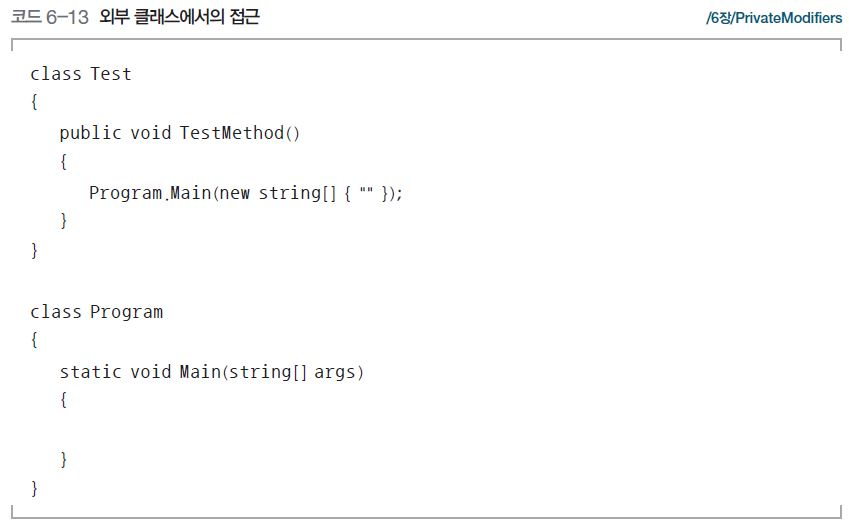 코드 6-13 외부 클래스에서의 접근 /6장/PrivateModifiers
class Test
{
public void TestMethod()
{
Program.Main(new string[] { "" });
}
}
class Program
{
static void Main(string[] args)
{
}
}